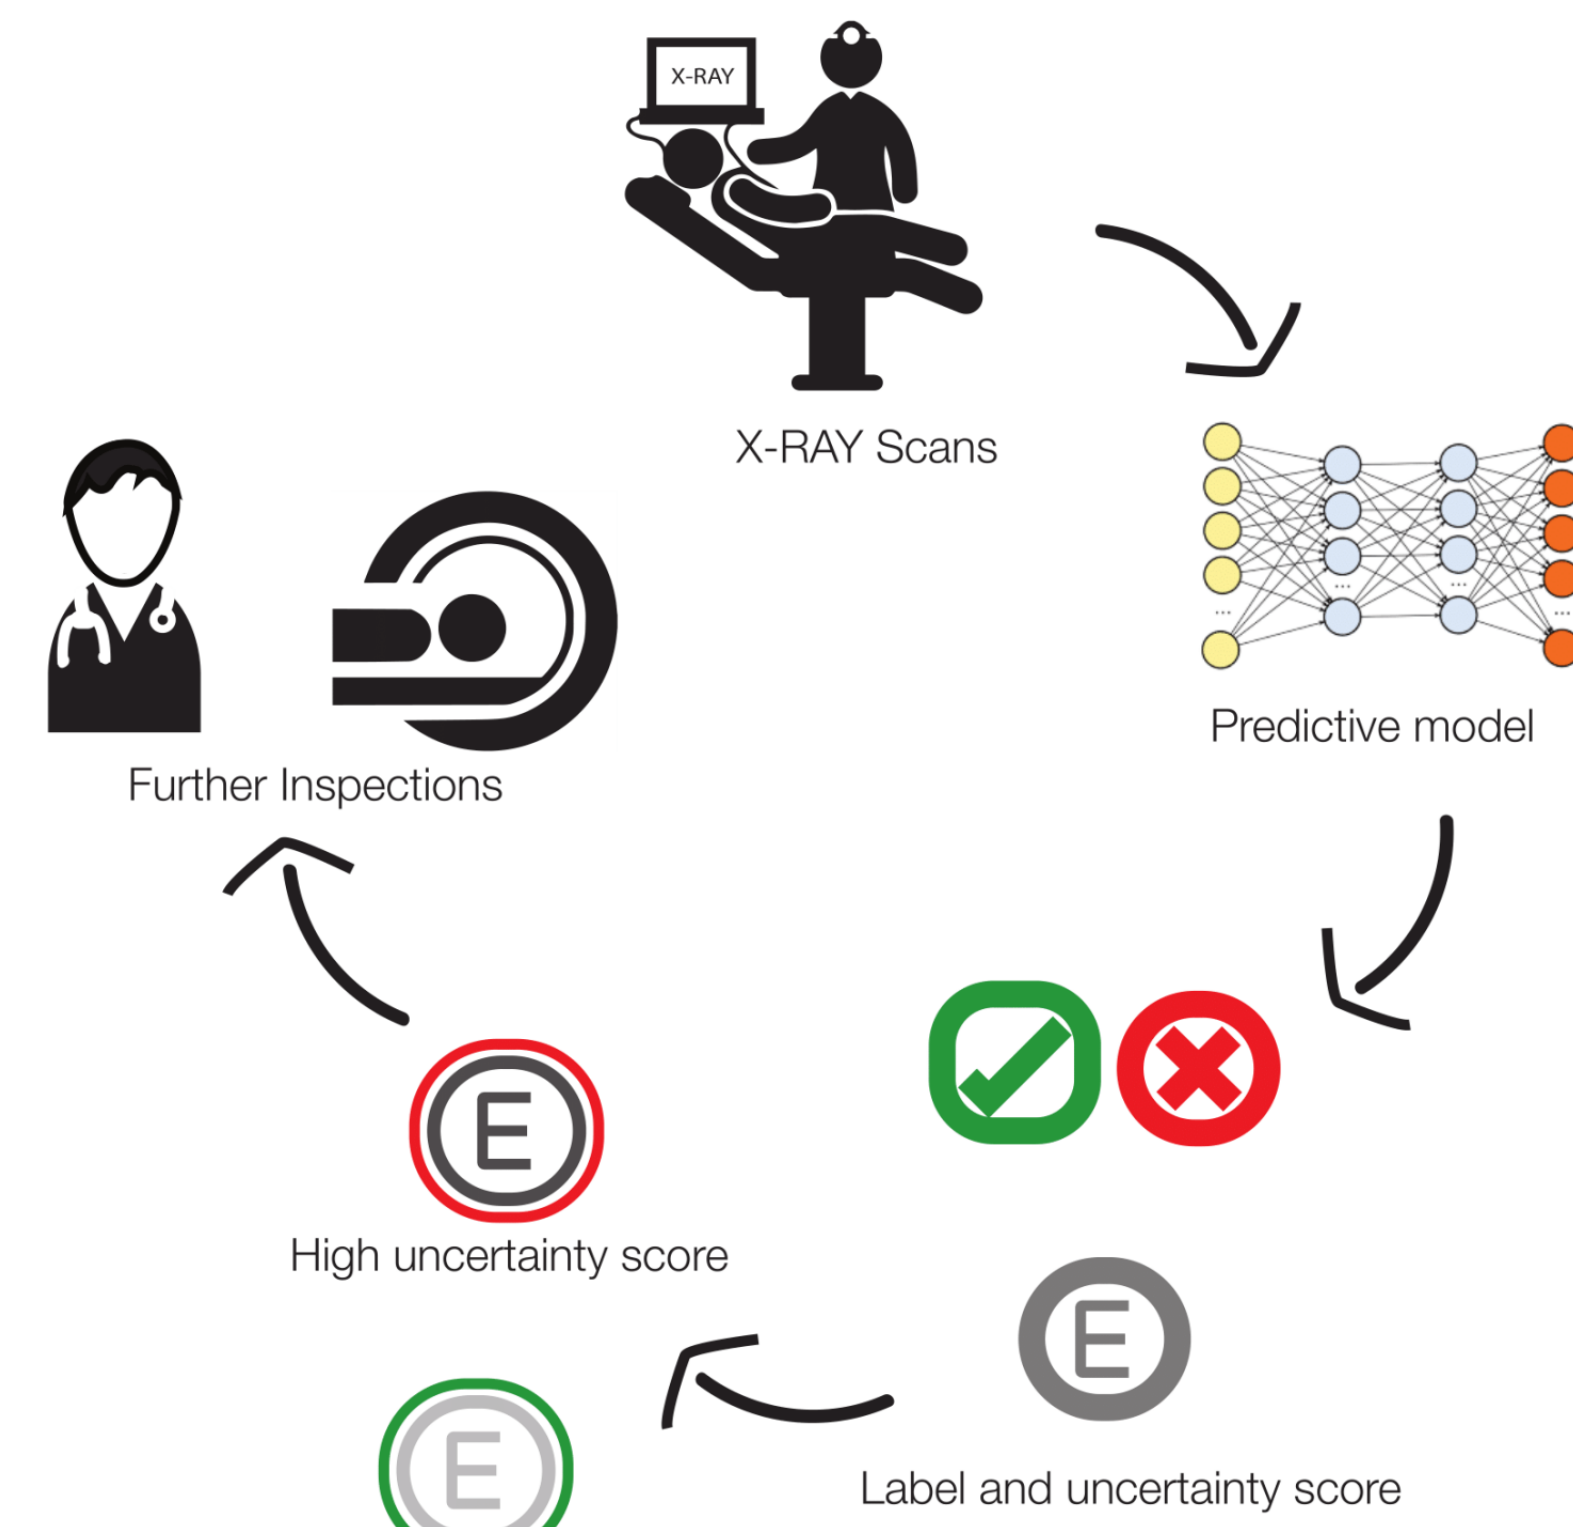 X-RAY
X-RAY Scans
Predictive model
Further Inspections
E
High uncertainty score
E
E
Label and uncertainty score